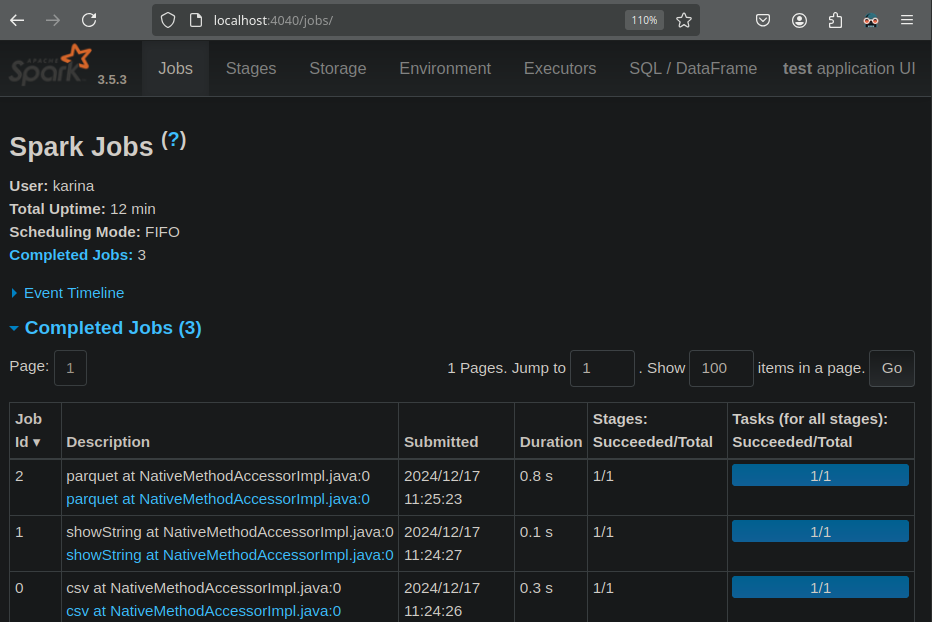 localhost:4040/jobs/ 110%
APACHE Spark 3.5.3 Jobs Stages Storage Environment Executors SQL / DataFrame test application UI
Spark Jobs (?)
User: karina
Total Uptime: 12 min
Scheduling Mode: FIFO
Completed Jobs: 3
Event Timeline
Completed Jobs (3)
Page: 1 1 Pages. Jump to 1 . Show 100 items in a page. Go
Job Id ▾ Description Submitted Duration Stages: Succeeded/Total Tasks (for all stages): Succeeded/Total
2 parquet at NativeMethodAccessorImpl.java:0 2024/12/17 0.8 s 1/1 1/1
parquet at NativeMethodAccessorImpl.java:0 11:25:23
1 showString at NativeMethodAccessorImpl.java:0 2024/12/17 0.1 s 1/1 1/1
showString at NativeMethodAccessorImpl.java:0 11:24:27
0 csv at NativeMethodAccessorImpl.java:0 2024/12/17 0.3 s 1/1 1/1
csv at NativeMethodAccessorImpl.java:0 11:24:26